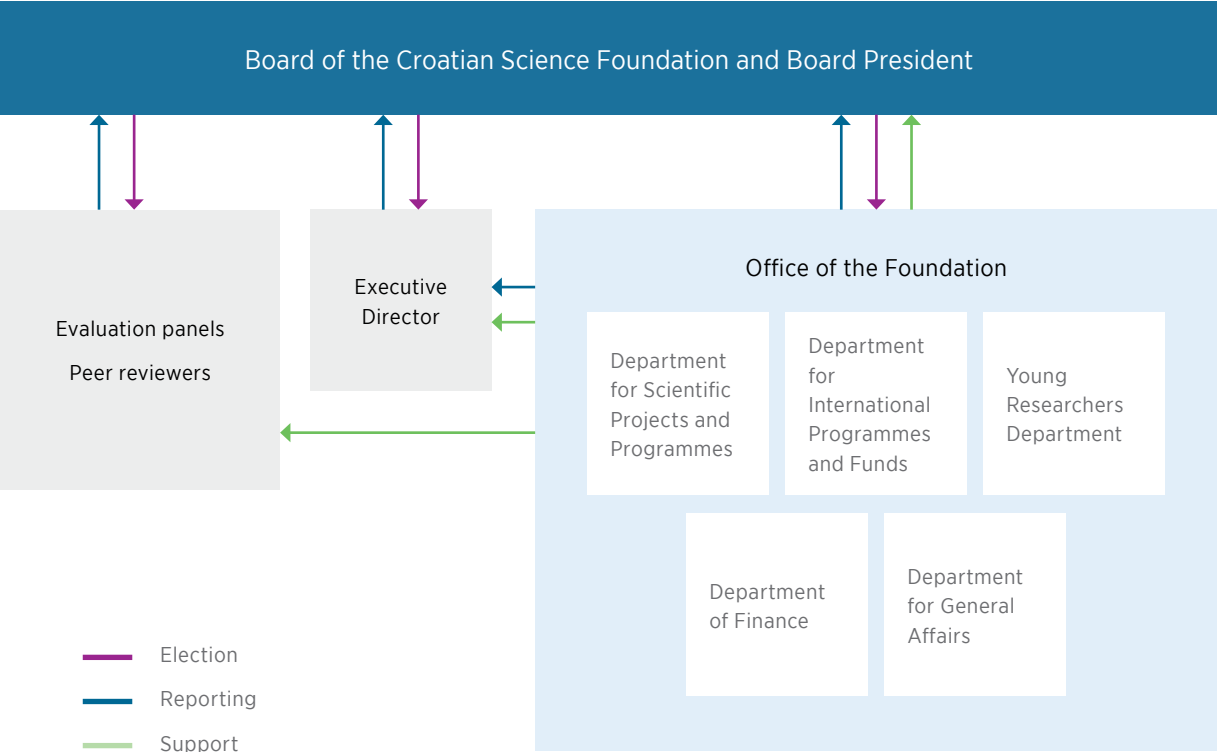 Board of the Croatian Science Foundation and Board President
Evaluation panels
Peer reviewers
Executive
Director
Office of the Foundation
Department
for Scientific
Projects and
Programmes
Department
for
International
Programmes
and Funds
Young
Researchers
Department
Department
of Finance
Department
for General
Affairs
Election
Reporting
Support